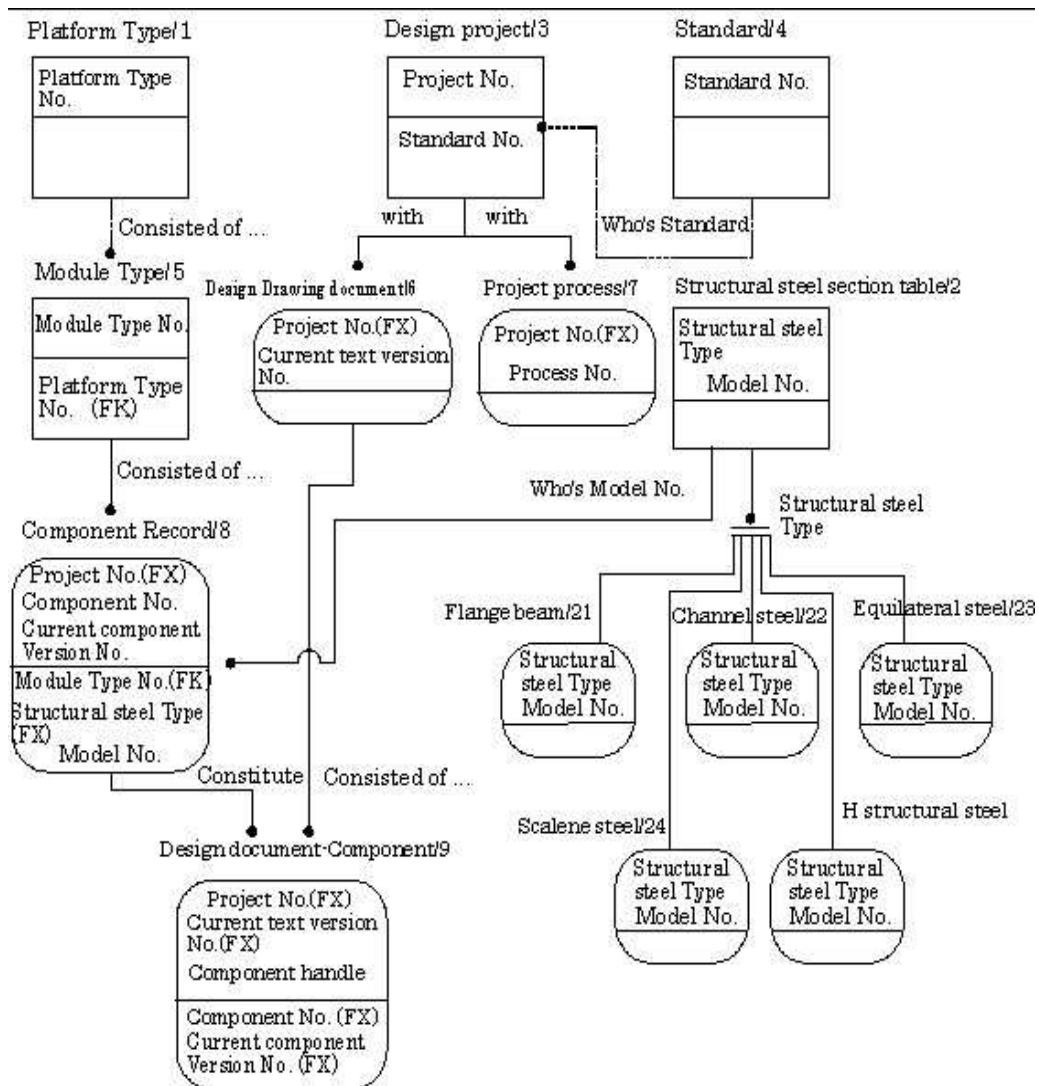 Platform Type/1
Design project/3
Standard/4
Platform Type
No.
Project No.
Standard No.
Standard No.
Consisted of ...
with
with
Who's Standard
Module Type/5
Design Drawing document/6
Project process/7
Structural steel section table/2
Module Type No.
Platform Type
No. (FK)
Project No.(FX)
Current text version
No.
Project No.(FX)
Process No.
Structural steel
Type
Model No.
Consisted of ...
Who's Model No.
Structural steel
Type
Component Record/8
Project No.(FX)
Component No.
Current component
Version No.
Module Type No.(FK)
Structural steel Type
(FX)
Model No.
Flange beam/21
Channel steel/22
Equilateral steel/23
Structural
steel Type
Model No.
Structural
steel Type
Model No.
Structural
steel Type
Model No.
Constitute
Consisted of ...
Scalene steel/24
H structural steel
Structural
steel Type
Model No.
Structural
steel Type
Model No.
Design document-Component/9
Project No.(FX)
Current text version
No.(FX)
Component handle
Component No. (FX)
Current component
Version No. (FX)